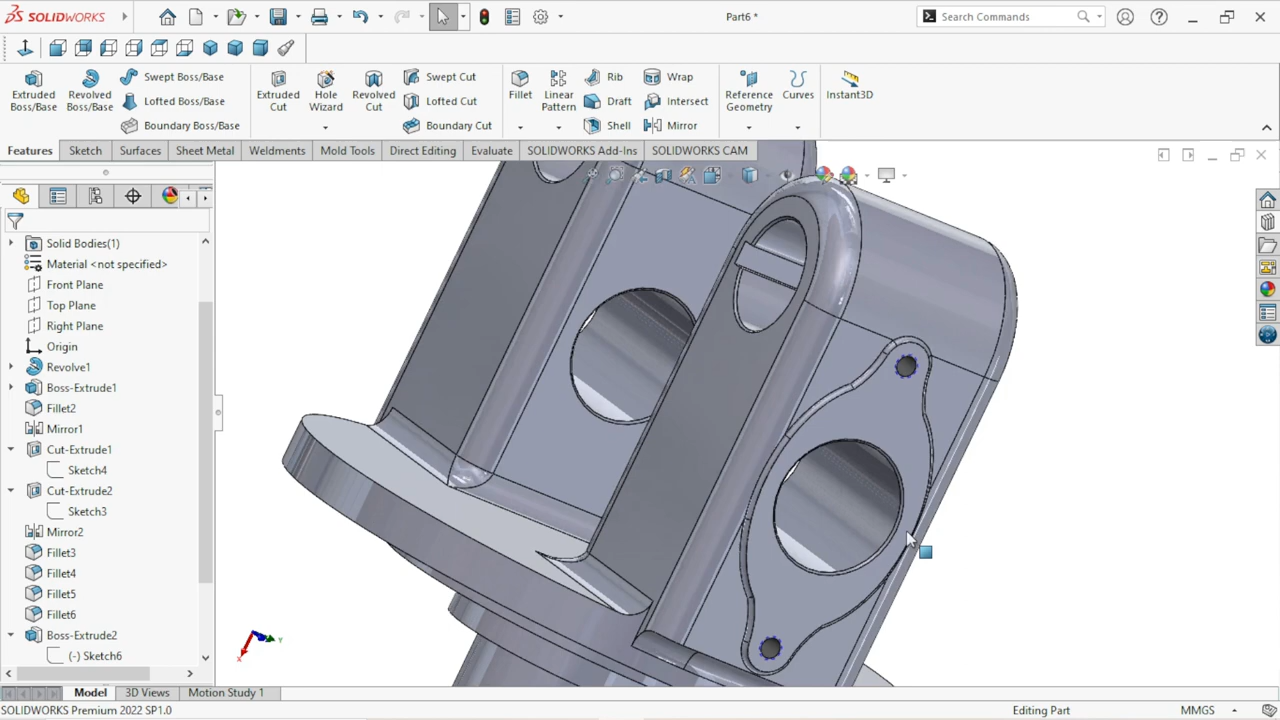 SOLIDWORKS
Part6 *
Search Commands
Extruded Boss/Base
Revolved Boss/Base
Swept Boss/Base
Lofted Boss/Base
Boundary Boss/Base
Extruded Cut
Hole Wizard
Revolved Cut
Swept Cut
Lofted Cut
Boundary Cut
Fillet
Linear Pattern
Rib
Draft
Shell
Wrap
Intersect
Mirror
Reference Geometry
Curves
Instant3D
Features
Sketch
Surfaces
Sheet Metal
Weldments
Mold Tools
Direct Editing
Evaluate
SOLIDWORKS Add-Ins
SOLIDWORKS CAM
Solid Bodies(1)
Material <not specified>
Front Plane
Top Plane
Right Plane
Origin
Revolve1
Boss-Extrude1
Fillet2
Mirror1
Cut-Extrude1
Sketch4
Cut-Extrude2
Sketch3
Mirror2
Fillet3
Fillet4
Fillet5
Fillet6
Boss-Extrude2
(-) Sketch6
Model
3D Views
Motion Study 1
SOLIDWORKS Premium 2022 SP1.0
Editing Part
MMGS